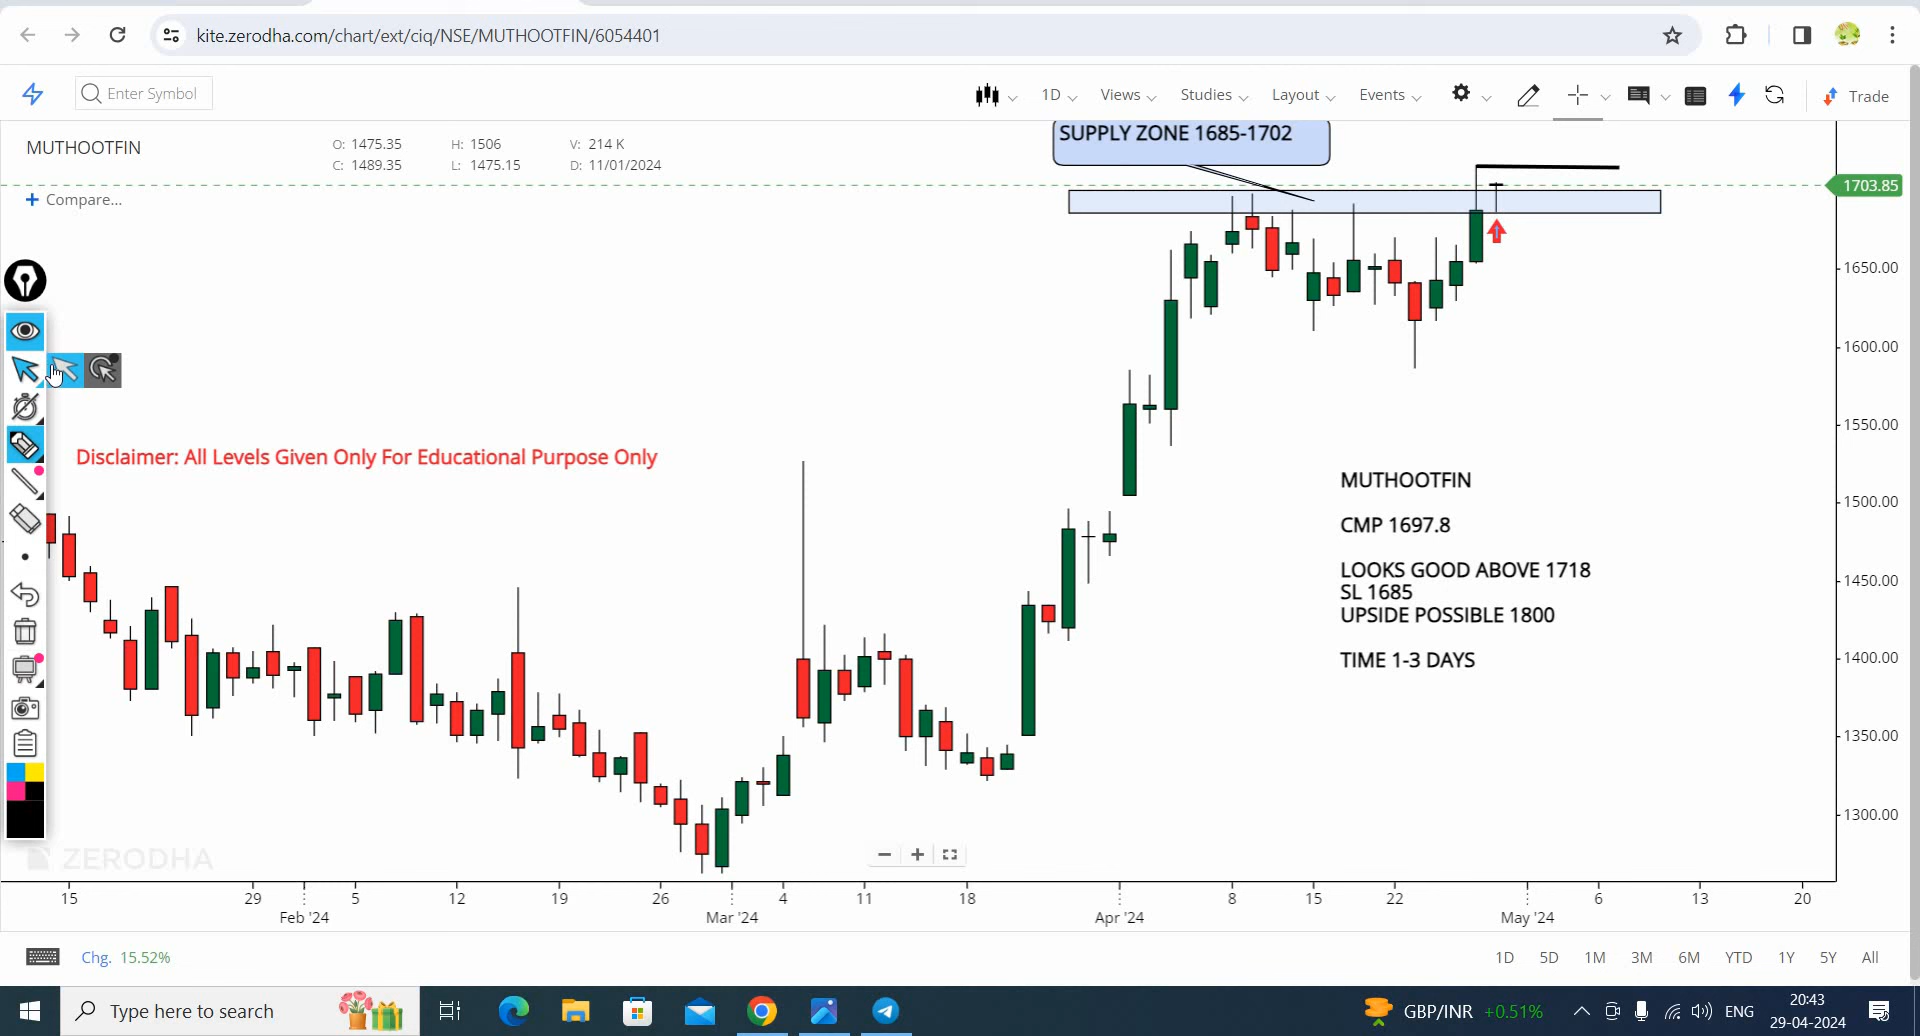 kite.zerodha.com/chart/ext/ciq/NSE/MUTHOOTFIN/6054401
Enter Symbol
1D
Views
Studies
Layout
Events
Trade
MUTHOOTFIN
O: 1475.35
H: 1506
V: 214 K
C: 1489.35
L: 1475.15
D: 11/01/2024
Compare...
SUPPLY ZONE 1685-1702
1703.85
1650.00
1600.00
1550.00
1500.00
1450.00
1400.00
1350.00
1300.00
Disclaimer: All Levels Given Only For Educational Purpose Only
MUTHOOTFIN
CMP 1697.8
LOOKS GOOD ABOVE 1718
SL 1685
UPSIDE POSSIBLE 1800
TIME 1-3 DAYS
ZERODHA
15 29 5 12 19 26 4 11 18 8 15 22 6 13 20
Feb '24 Mar '24 Apr '24 May '24
Chg. 15.52%
1D 5D 1M 3M 6M YTD 1Y 5Y All
Type here to search
GBP/INR +0.51%
ENG
20:43
29-04-2024